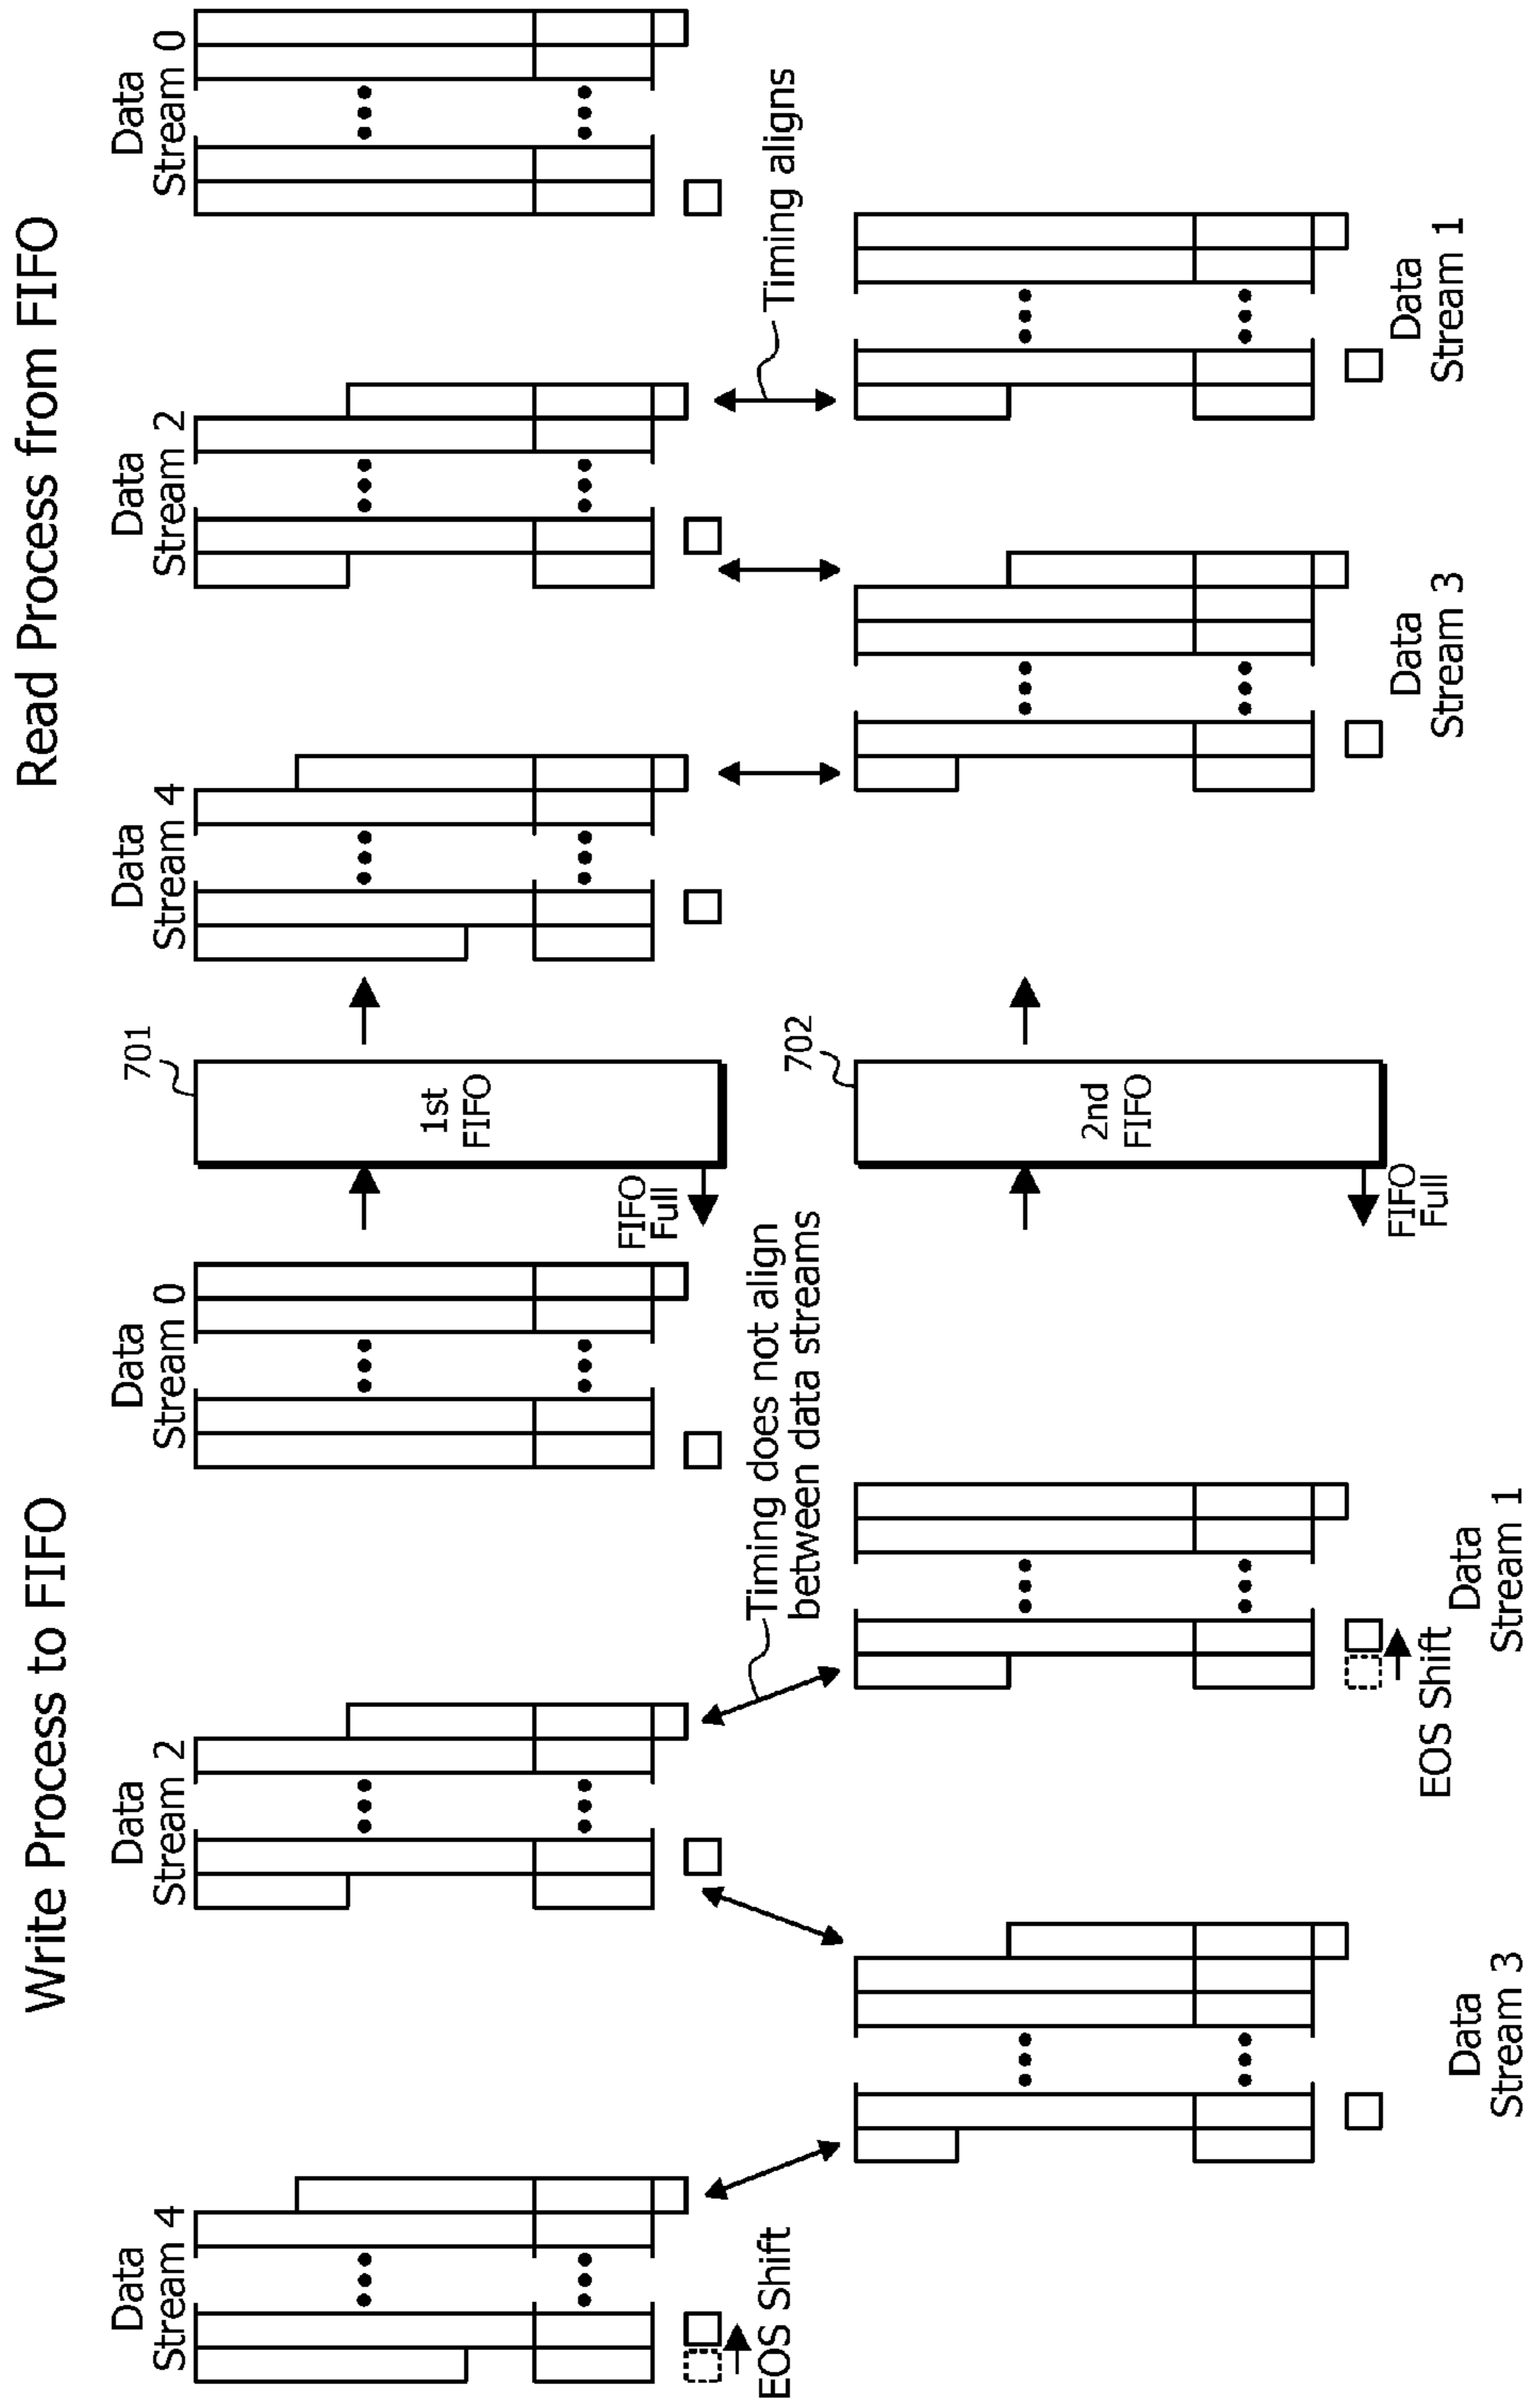 Write Process to FIFO
Read Process from FIFO
Data
Stream 4
Data
Stream 2
Data
Stream 0
701
1st
FIFO
FIFO
Full
Data
Stream 4
Data
Stream 2
Data
Stream 0
EOS Shift
Timing does not align
between data streams
Timing aligns
702
2nd
FIFO
FIFO
Full
EOS Shift
Data
Stream 3
Data
Stream 1
Data
Stream 3
Data
Stream 1